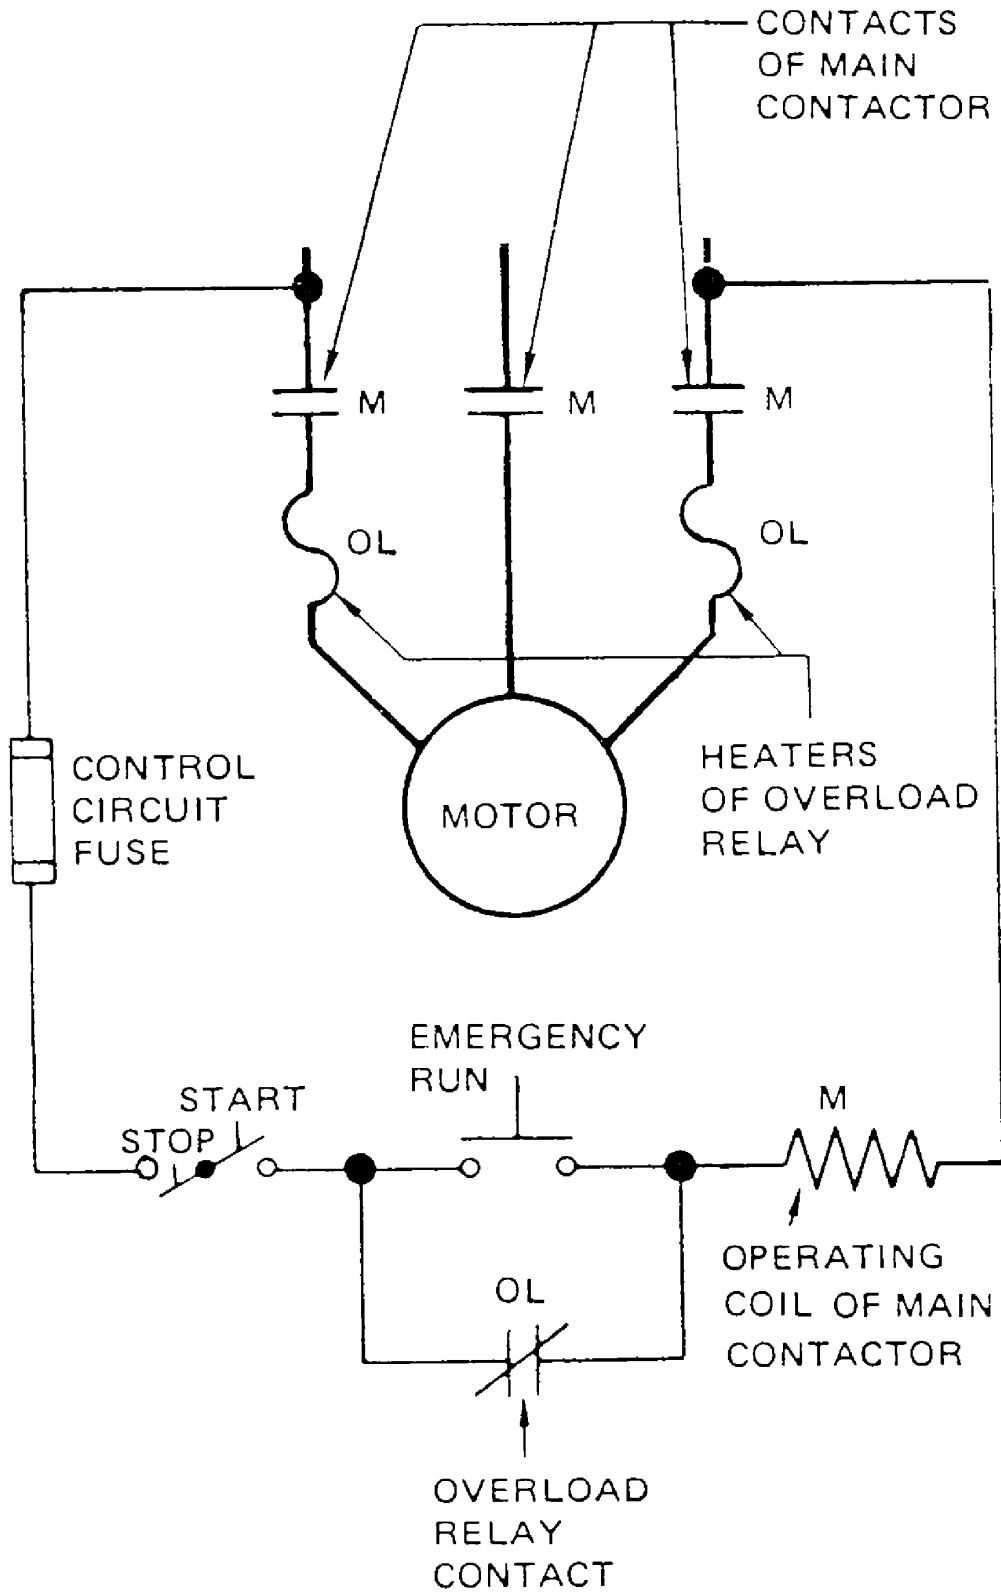 CONTACTS
OF MAIN
CONTACTOR
M
M
M
OL
OL
CONTROL
CIRCUIT
FUSE
MOTOR
HEATERS
OF OVERLOAD
RELAY
EMERGENCY
RUN
START
STOP
M
OPERATING
COIL OF MAIN
CONTACTOR
OL
OVERLOAD
RELAY
CONTACT